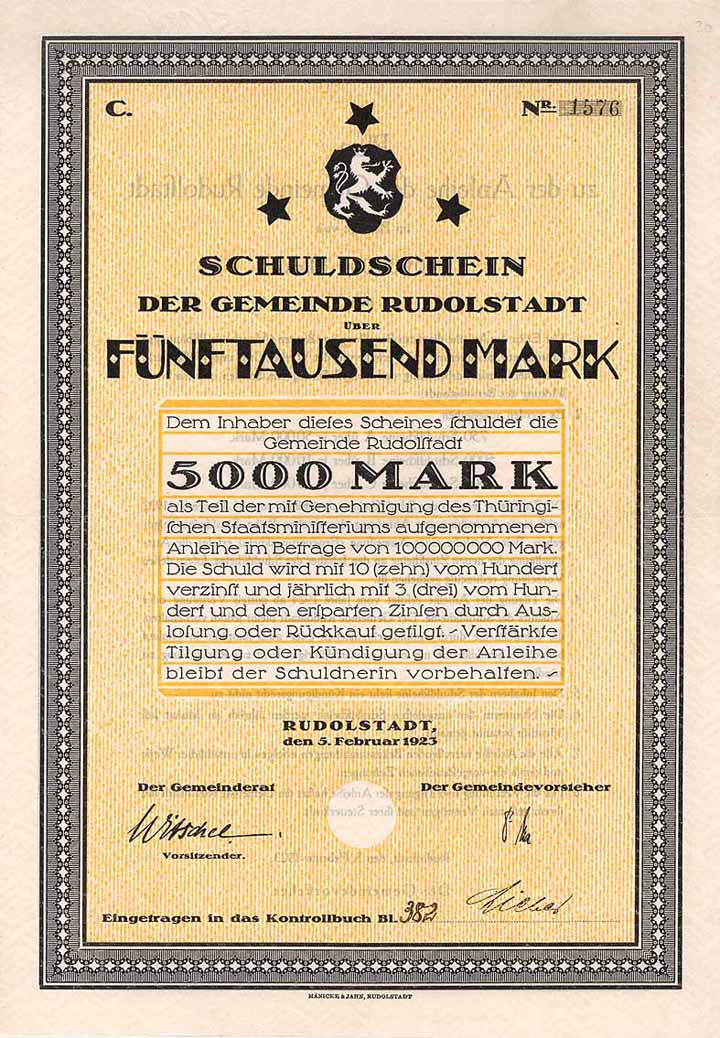 30
C.
NR. 1576
SCHULDSCHEIN
DER GEMEINDE RUDOLSTADT
ÜBER
FÜNFTAUSEND MARK
Dem Inhaber dieſes Scheines ſchuldet die
Gemeinde Rudolſtadt
5000 MARK
als Teil der mit Genehmigung des Thüringi-
ſchen Staatsminiſteriums aufgenommenen
Anleihe im Betrage von 100000000 Mark.
Die Schuld wird mit 10 (zehn) vom Hundert
verzinſt und jährlich mit 3 (drei) vom Hun-
dert und den erſparten Zinſen durch Aus-
loſung oder Rückkauf getilgt. - Verſtärkte
Tilgung oder Kündigung der Anleihe
bleibt der Schuldnerin vorbehalten. -
RUDOLSTADT,
den 5. Februar 1923
Der Gemeinderat
Der Gemeindevorsteher
Witschel
Vorsitzender.
Eingetragen in das Kontrollbuch Bl. 382
MÄNICKE & JAHN, RUDOLSTADT